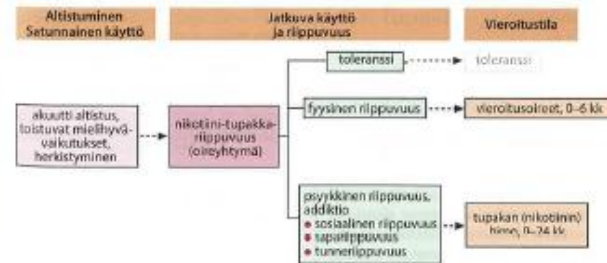 Altistuminen
Satunnainen käyttö
Jatkuva käyttö
ja riippuvuus
Vieroitustila
toleranssi
toleranssi
akuutti altistus,
toistuvat mielihyvä-
vaikutukset,
herkistyminen
nikotiini-tupakka-
riippuvuus
(oireyhtymä)
fyysinen riippuvuus
vieroitusoireet, 0–6 kk
psyykkinen riippuvuus,
addiktio
• sosiaalinen riippuvuus
• tapariippuvuus
• tunneriippuvuus
tupakan (nikotiinin)
himo, 0–24 kk